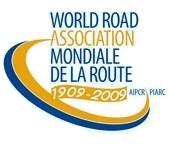 WORLD ROAD
ASSOCIATION
MONDIALE
DE LA ROUTE
1909-2009 AIPCR PIARC